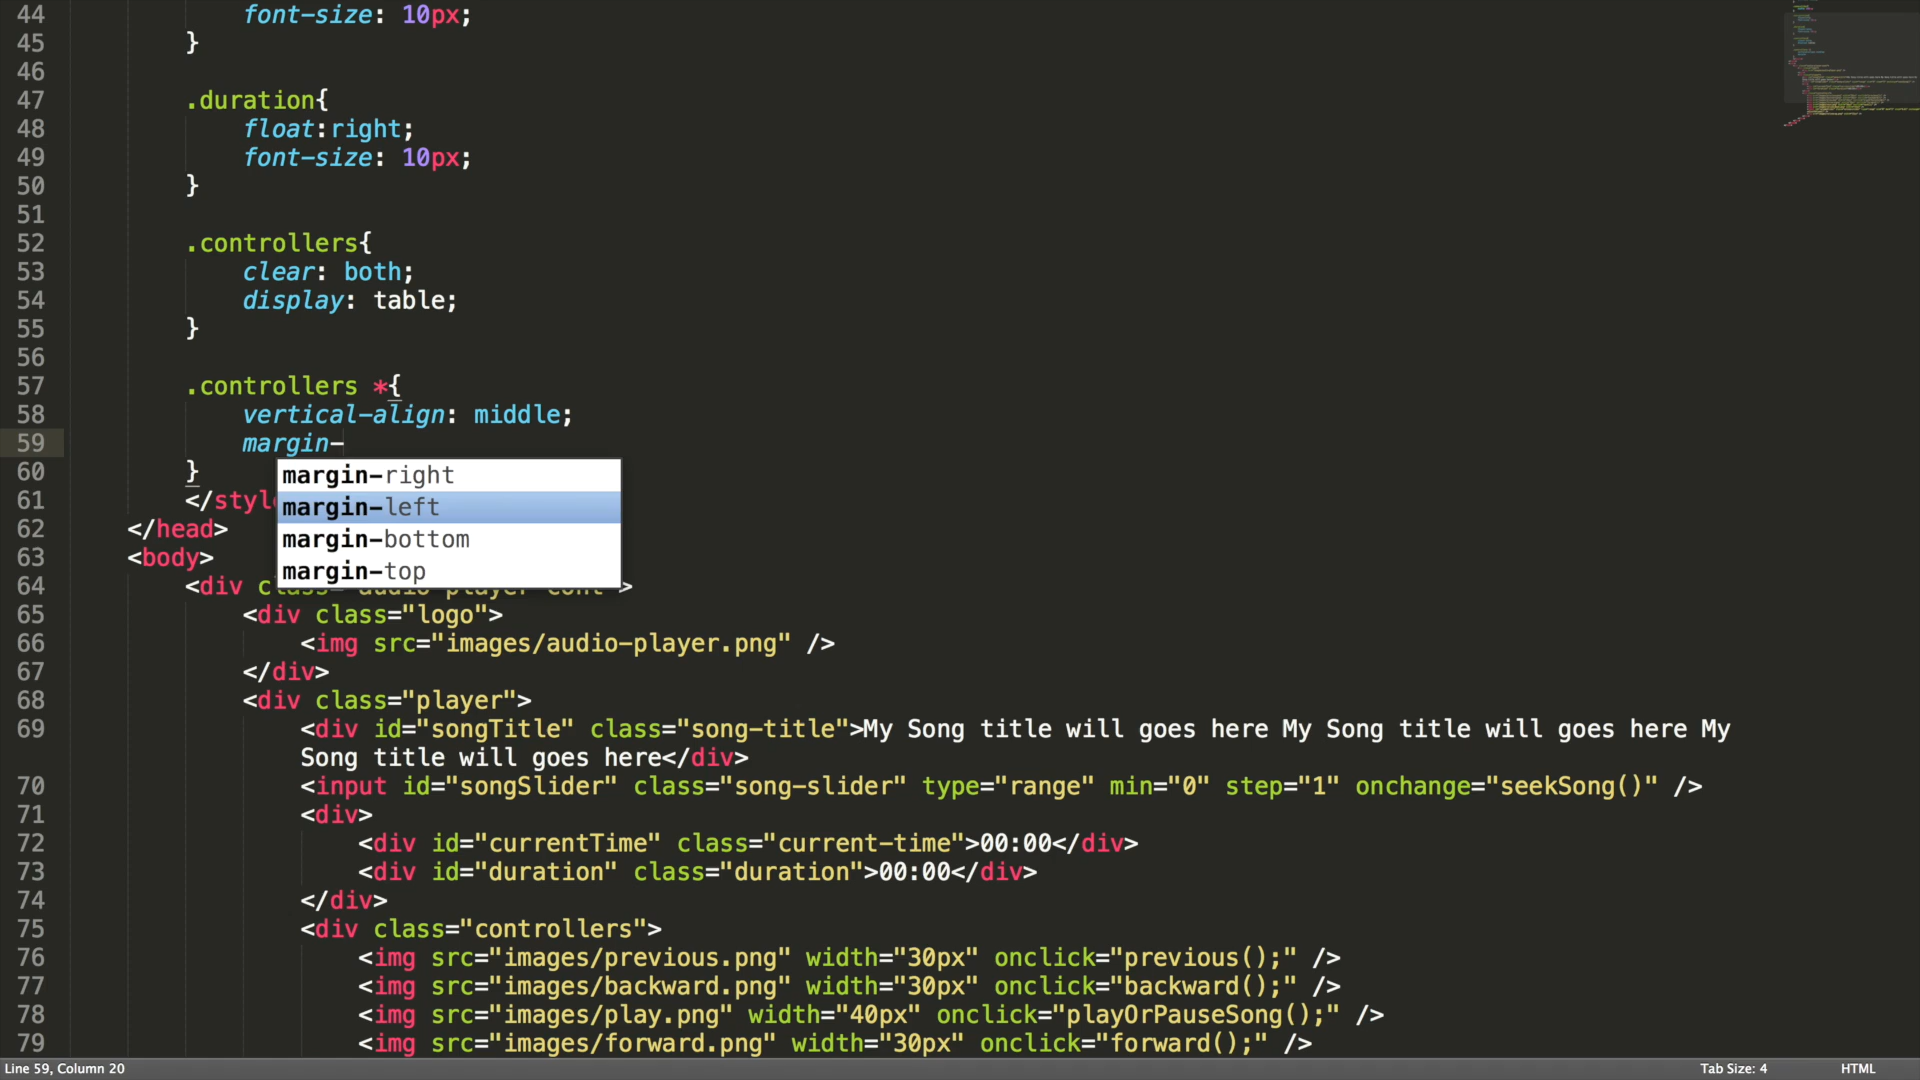 44 font-size: 10px;
45 }
46
47 .duration{
48 float:right;
49 font-size: 10px;
50 }
51
52 .controllers{
53 clear: both;
54 display: table;
55 }
56
57 .controllers *{
58 vertical-align: middle;
59 margin-
60 }
margin-right
61 </style
margin-left
62 </head>
margin-bottom
63 <body>
margin-top
64 <div class="audio-player-cont">
65 <div class="logo">
66 <img src="images/audio-player.png" />
67 </div>
68 <div class="player">
69 <div id="songTitle" class="song-title">My Song title will goes here My Song title will goes here My
Song title will goes here</div>
70 <input id="songSlider" class="song-slider" type="range" min="0" step="1" onchange="seekSong()" />
71 <div>
72 <div id="currentTime" class="current-time">00:00</div>
73 <div id="duration" class="duration">00:00</div>
74 </div>
75 <div class="controllers">
76 <img src="images/previous.png" width="30px" onclick="previous();" />
77 <img src="images/backward.png" width="30px" onclick="backward();" />
78 <img src="images/play.png" width="40px" onclick="playOrPauseSong();" />
79 <img src="images/forward.png" width="30px" onclick="forward();" />
Line 59, Column 20 Tab Size: 4 HTML